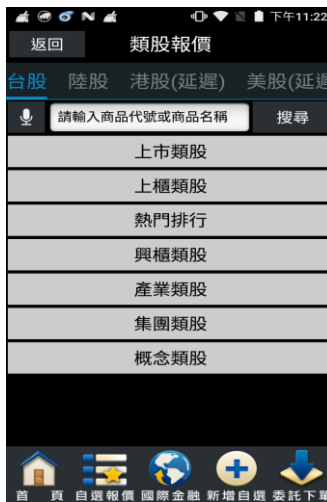 下午11:22
返回 類股報價
台股 陸股 港股(延遲) 美股(延遲
請輸入商品代號或商品名稱 搜尋
上市類股
上櫃類股
熱門排行
興櫃類股
產業類股
集團類股
概念類股
首 頁 自選報價 國際金融 新增自選 委託下單